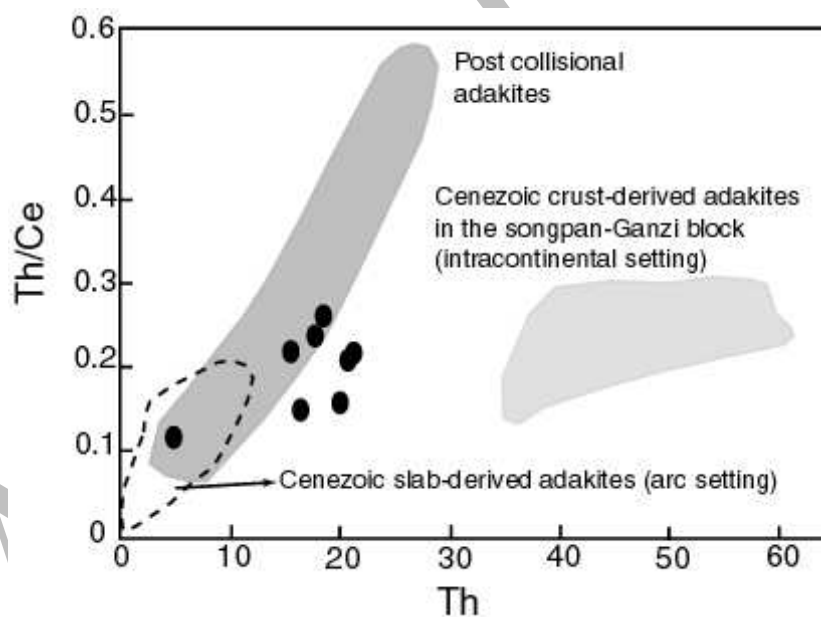 0.6
Post collisional
adakites
0.5
0.4
Cenezoic crust-derived adakites
in the songpan-Ganzi block
(intracontinental setting)
Th/Ce
0.3
0.2
0.1
Cenezoic slab-derived adakites (arc setting)
0
0 10 20 30 40 50 60
Th